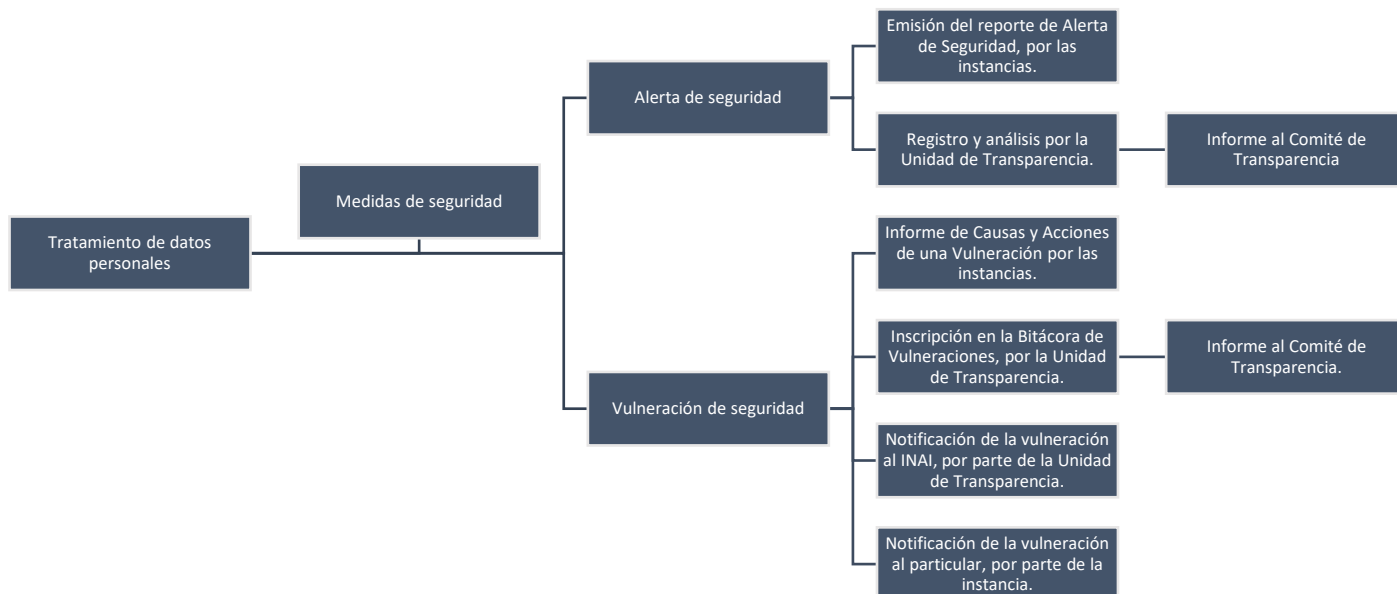 Tratamiento de datos
personales
Medidas de seguridad
Alerta de seguridad
Emisión del reporte de Alerta
de Seguridad, por las
instancias.
Registro y análisis por la
Unidad de Transparencia.
Informe al Comité de
Transparencia
Vulneración de seguridad
Informe de Causas y Acciones
de una Vulneración por las
instancias.
Inscripción en la Bitácora de
Vulneraciones, por la Unidad
de Transparencia.
Informe al Comité de
Transparencia.
Notificación de la vulneración
al INAI, por parte de la Unidad
de Transparencia.
Notificación de la vulneración
al particular, por parte de la
instancia.